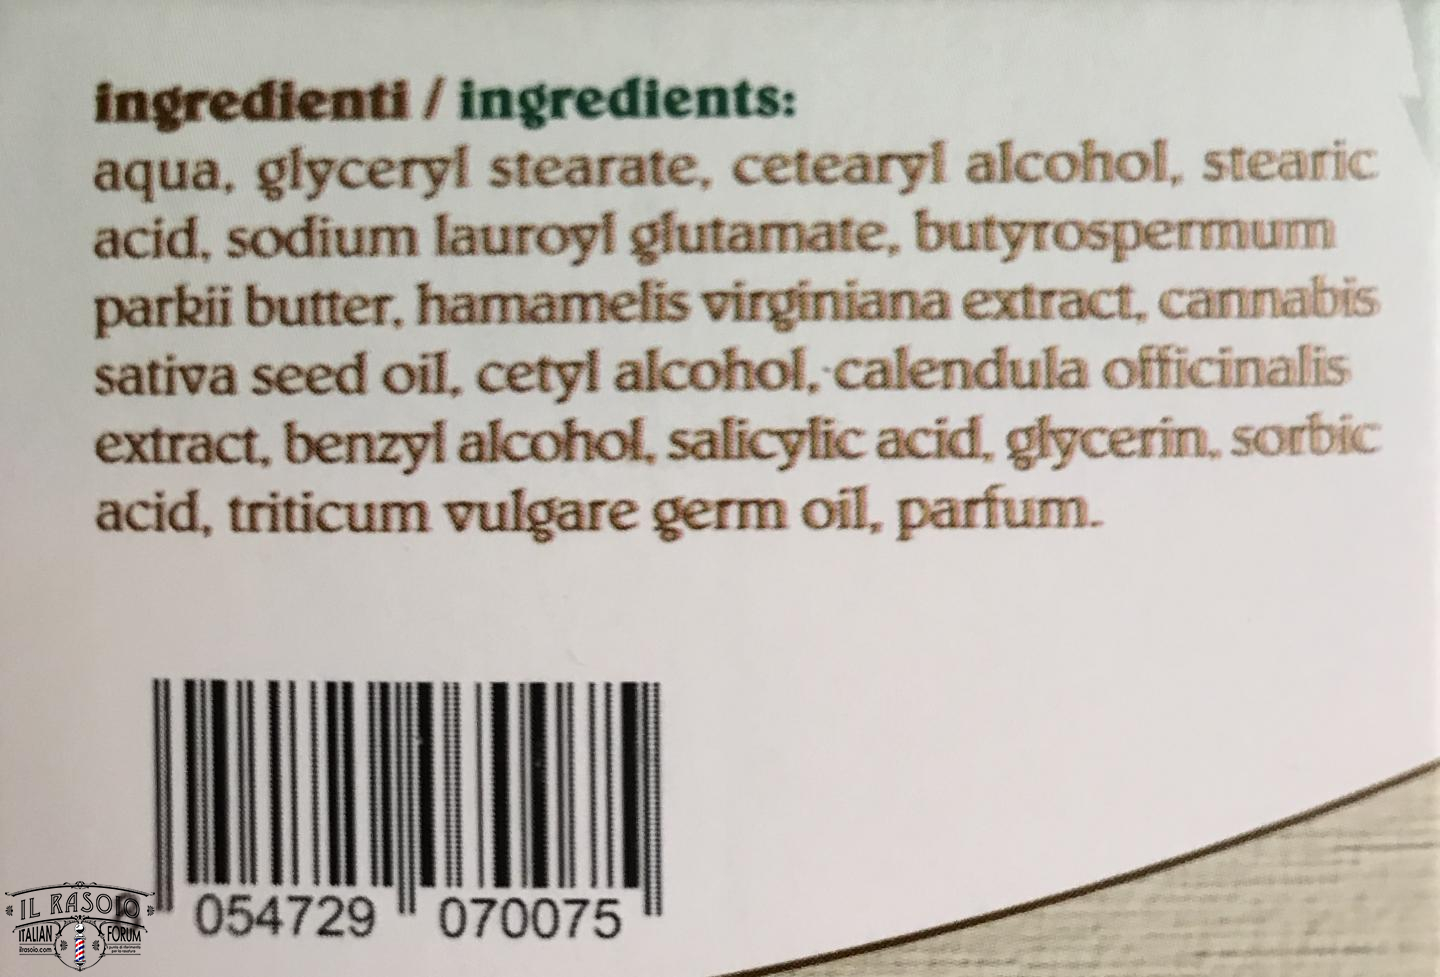 ingredienti / ingredients:
aqua, glyceryl stearate, cetearyl alcohol, stearic
acid, sodium lauroyl glutamate, butyrospermum
parkii butter, hamamelis virginiana extract, cannabis
sativa seed oil, cetyl alcohol, calendula officinalis
extract, benzyl alcohol, salicylic acid, glycerin, sorbic
acid, triticum vulgare germ oil, parfum.
054729 070075
IL RASOIO
ITALIAN FORUM
ilrasoio.com